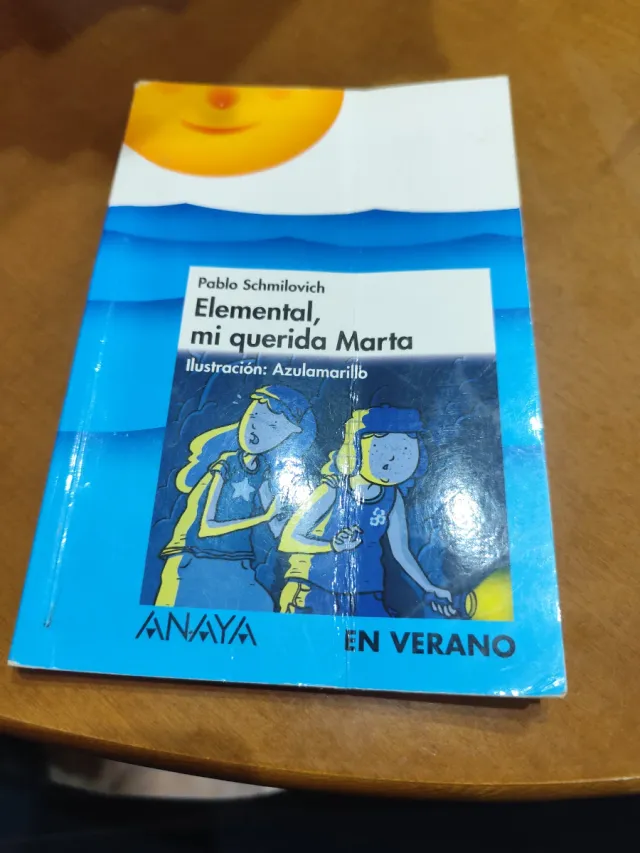 Pablo Schmilovich
Elemental,
mi querida Marta
Ilustración: Azulamarillo
ANAYA
EN VERANO